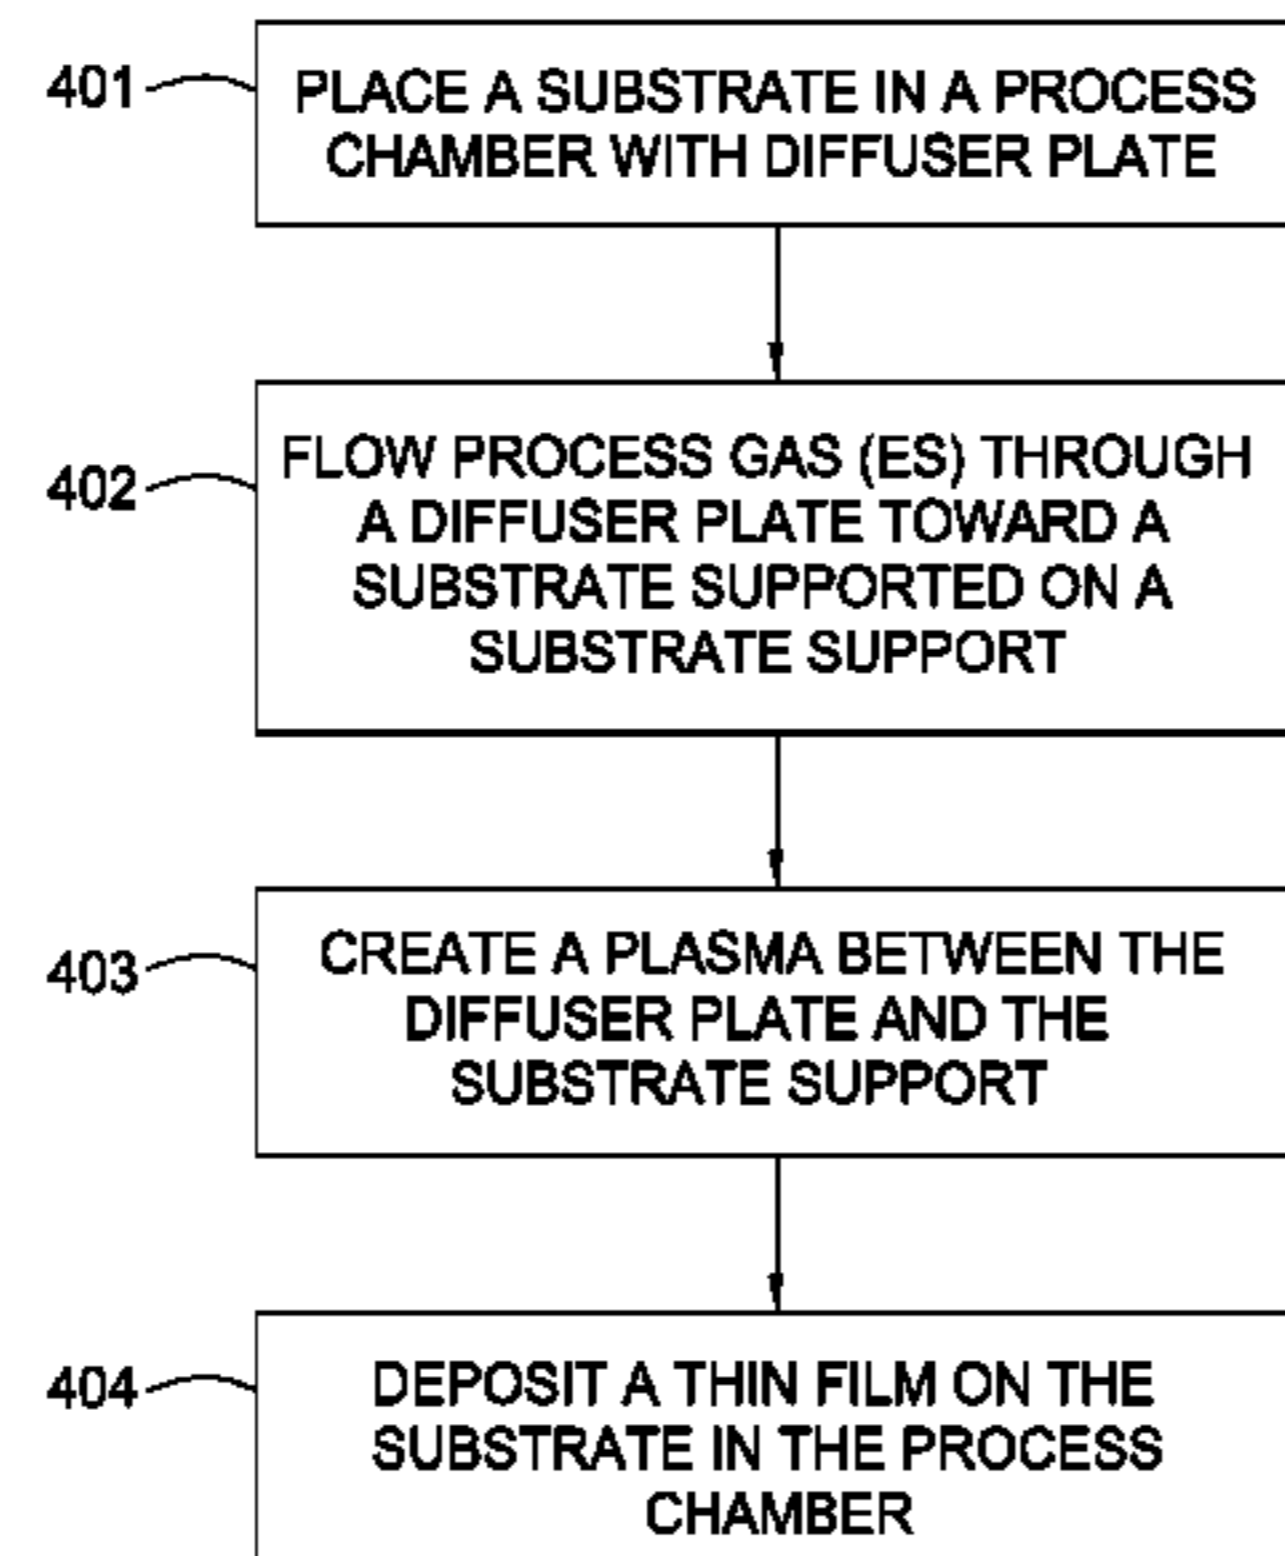 401
PLACE A SUBSTRATE IN A PROCESS
CHAMBER WITH DIFFUSER PLATE
402
FLOW PROCESS GAS (ES) THROUGH
A DIFFUSER PLATE TOWARD A
SUBSTRATE SUPPORTED ON A
SUBSTRATE SUPPORT
403
CREATE A PLASMA BETWEEN THE
DIFFUSER PLATE AND THE
SUBSTRATE SUPPORT
404
DEPOSIT A THIN FILM ON THE
SUBSTRATE IN THE PROCESS
CHAMBER